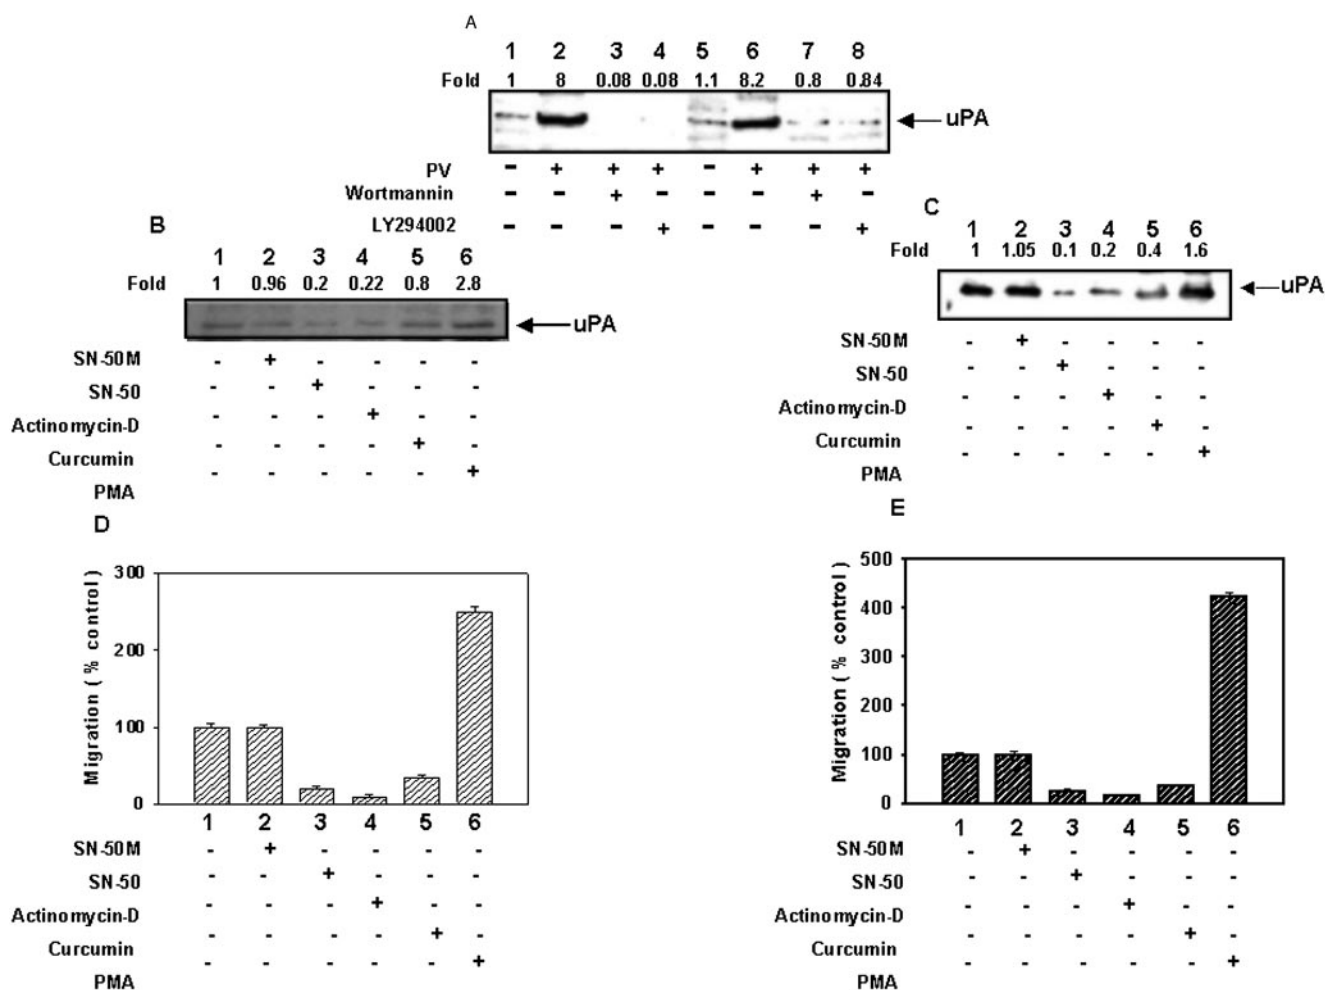 A
1 2 3 4 5 6 7 8
Fold 1 8 0.08 0.08 1.1 8.2 0.8 0.84
uPA
PV - + + + - + + +
Wortmannin - - + - - - + -
LY294002 - - - + - - - +
B
1 2 3 4 5 6
Fold 1 0.96 0.2 0.22 0.8 2.8
uPA
SN-50M - + - - - -
SN-50 - - + - - -
Actinomycin-D - - - + - -
Curcumin - - - - + -
PMA - - - - - +
C
1 2 3 4 5 6
Fold 1 1.05 0.1 0.2 0.4 1.6
uPA
SN-50M - + - - - -
SN-50 - - + - - -
Actinomycin-D - - - + - -
Curcumin - - - - + -
PMA - - - - - +
D
Migration ( % control)
300
200
100
0
1 2 3 4 5 6
SN-50M - + - - - -
SN-50 - - + - - -
Actinomycin-D - - - + - -
Curcumin - - - - + -
PMA - - - - - +
E
Migration ( % control)
500
400
300
200
100
0
1 2 3 4 5 6
SN-50M - + - - - -
SN-50 - - + - - -
Actinomycin-D - - - + - -
Curcumin - - - - + -
PMA - - - - - +